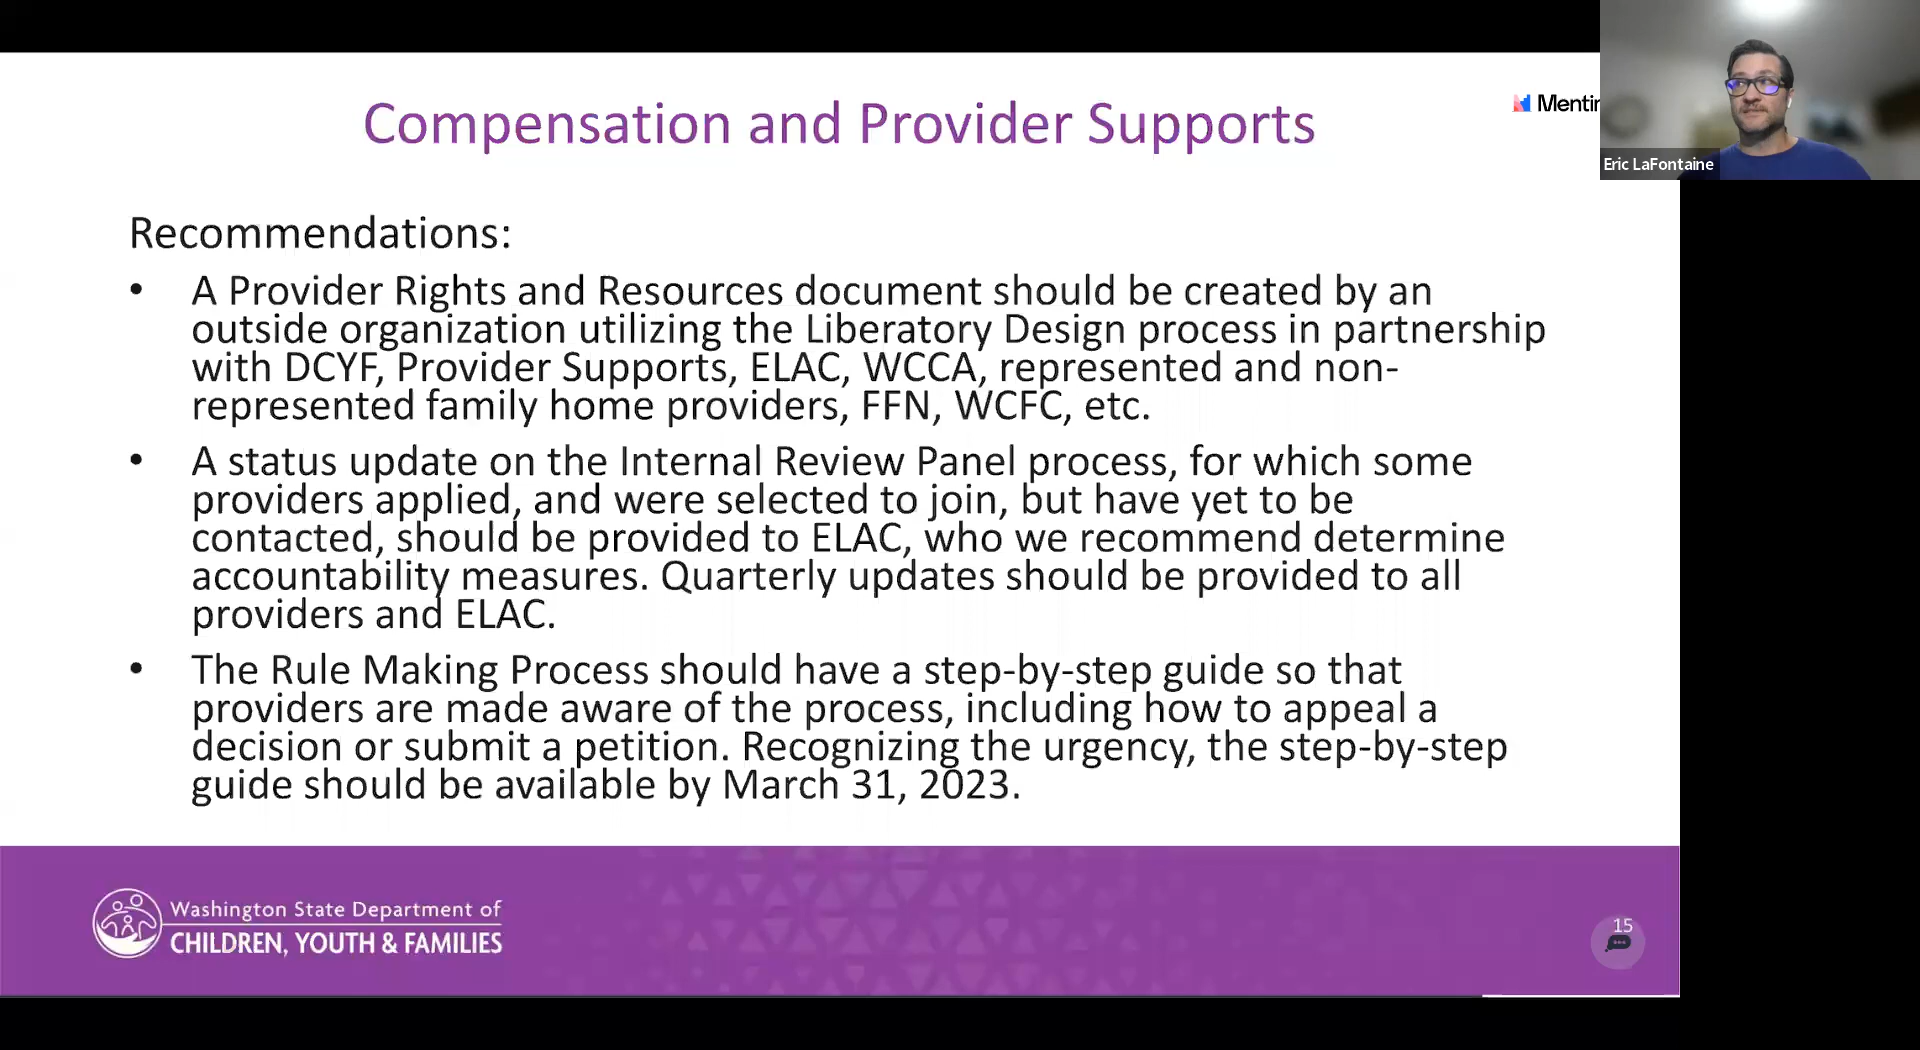 Compensation and Provider Supports
Mentim
Eric LaFontaine
Recommendations:
• A Provider Rights and Resources document should be created by an
outside organization utilizing the Liberatory Design process in partnership
with DCYF, Provider Supports, ELAC, WCCA, represented and non-
represented family home providers, FFN, WCFC, etc.
• A status update on the Internal Review Panel process, for which some
providers applied, and were selected to join, but have yet to be
contacted, should be provided to ELAC, who we recommend determine
accountability measures. Quarterly updates should be provided to all
providers and ELAC.
• The Rule Making Process should have a step-by-step guide so that
providers are made aware of the process, including how to appeal a
decision or submit a petition. Recognizing the urgency, the step-by-step
guide should be available by March 31, 2023.
Washington State Department of
CHILDREN, YOUTH & FAMILIES
15